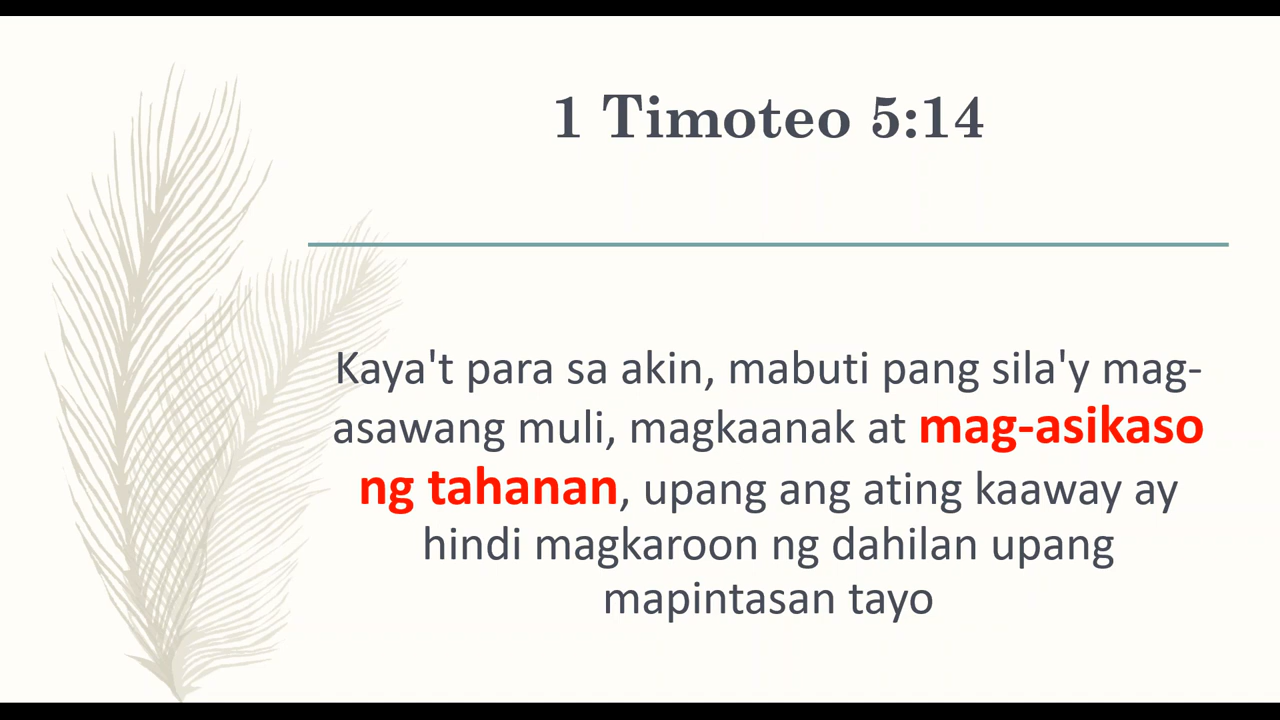 1 Timoteo 5:14
Kaya't para sa akin, mabuti pang sila'y mag-
asawang muli, magkaanak at mag-asikaso
ng tahanan, upang ang ating kaaway ay
hindi magkaroon ng dahilan upang
mapintasan tayo